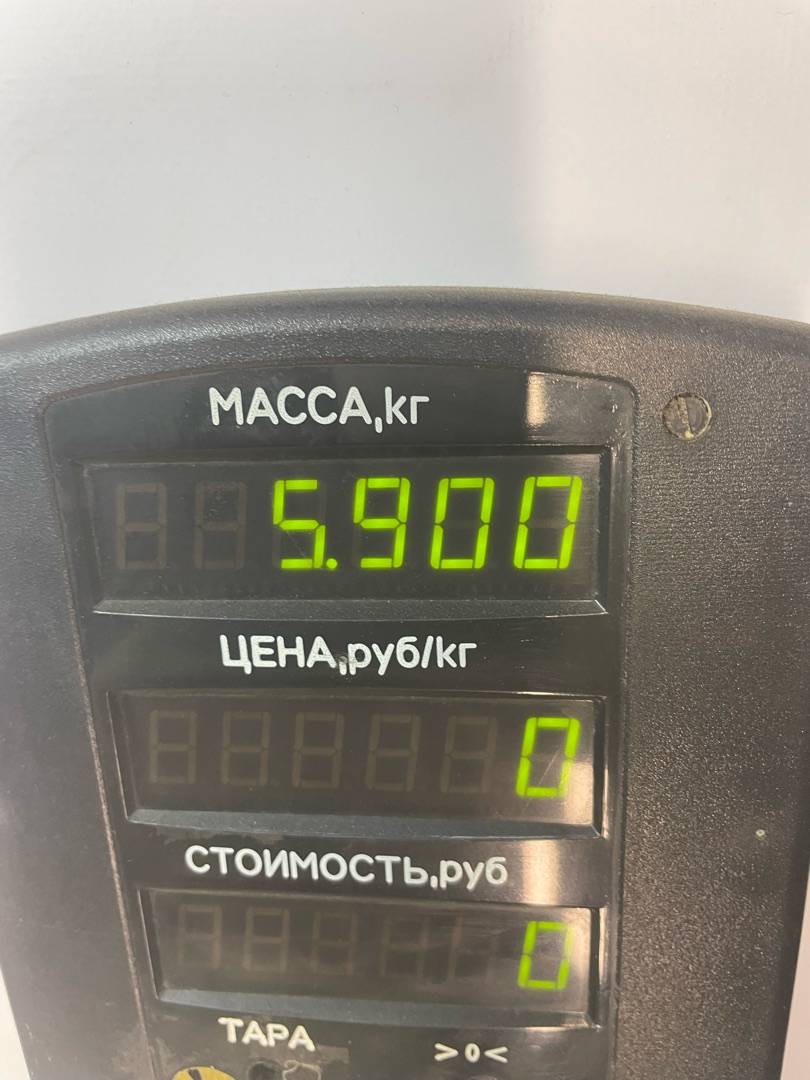 МАССА,кг
5.900
ЦЕНА,руб/кг
0
СТОИМОСТЬ,руб
0
ТАРА >0<